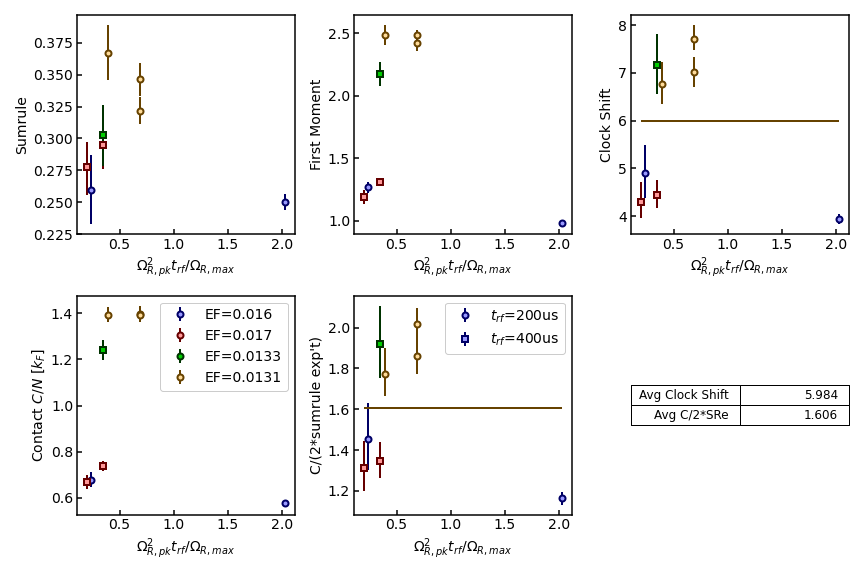 Sumrule
0.375
0.350
0.325
0.300
0.275
0.250
0.225
0.5
1.0
1.5
2.0
Ω²R,pk trf/ΩR,max
First Moment
2.5
2.0
1.5
1.0
0.5
1.0
1.5
2.0
Ω²R,pk trf/ΩR,max
Clock Shift
8
7
6
5
4
0.5
1.0
1.5
2.0
Ω²R,pk trf/ΩR,max
Contact C/N [kF]
1.4
1.2
1.0
0.8
0.6
EF=0.016
EF=0.017
EF=0.0133
EF=0.0131
0.5
1.0
1.5
2.0
Ω²R,pk trf/ΩR,max
C/(2*sumrule exp't)
2.0
1.8
1.6
1.4
1.2
trf=200us
trf=400us
0.5
1.0
1.5
2.0
Ω²R,pk trf/ΩR,max
Avg Clock Shift 5.984
Avg C/2*SRe 1.606